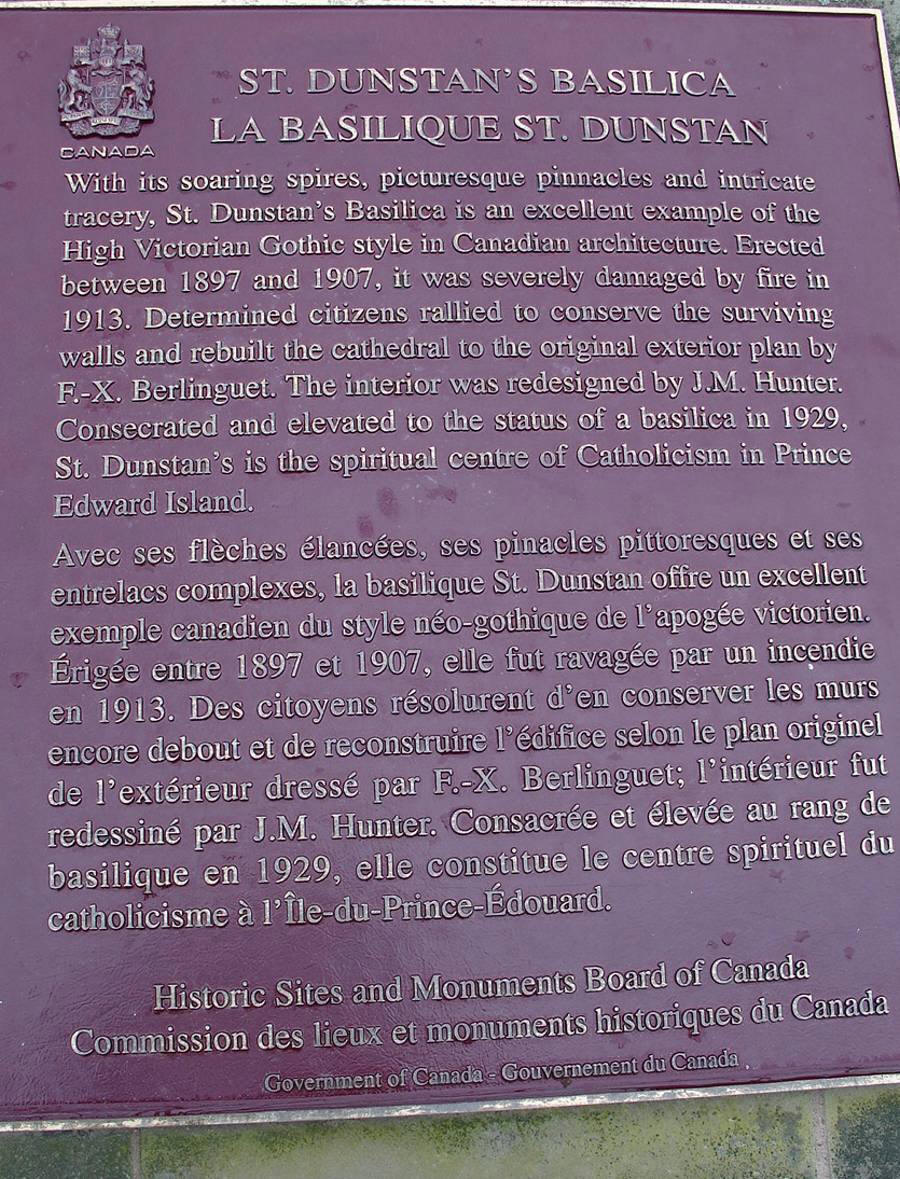 CANADA
ST. DUNSTAN'S BASILICA
LA BASILIQUE ST. DUNSTAN
With its soaring spires, picturesque pinnacles and intricate
tracery, St. Dunstan's Basilica is an excellent example of the
High Victorian Gothic style in Canadian architecture. Erected
between 1897 and 1907, it was severely damaged by fire in
1913. Determined citizens rallied to conserve the surviving
walls and rebuilt the cathedral to the original exterior plan by
F.-X. Berlinguet. The interior was redesigned by J.M. Hunter.
Consecrated and elevated to the status of a basilica in 1929,
St. Dunstan's is the spiritual centre of Catholicism in Prince
Edward Island.
Avec ses flèches élancées, ses pinacles pittoresques et ses
entrelacs complexes, la basilique St. Dunstan offre un excellent
exemple canadien du style néo-gothique de l'apogée victorien.
Érigée entre 1897 et 1907, elle fut ravagée par un incendie
en 1913. Des citoyens résolurent d'en conserver les murs
encore debout et de reconstruire l'édifice selon le plan originel
de l'extérieur dressé par F.-X. Berlinguet; l'intérieur fut
redessiné par J.M. Hunter. Consacrée et élevée au rang de
basilique en 1929, elle constitue le centre spirituel du
catholicisme à l'Île-du-Prince-Édouard.
Historic Sites and Monuments Board of Canada
Commission des lieux et monuments historiques du Canada
Government of Canada - Gouvernement du Canada